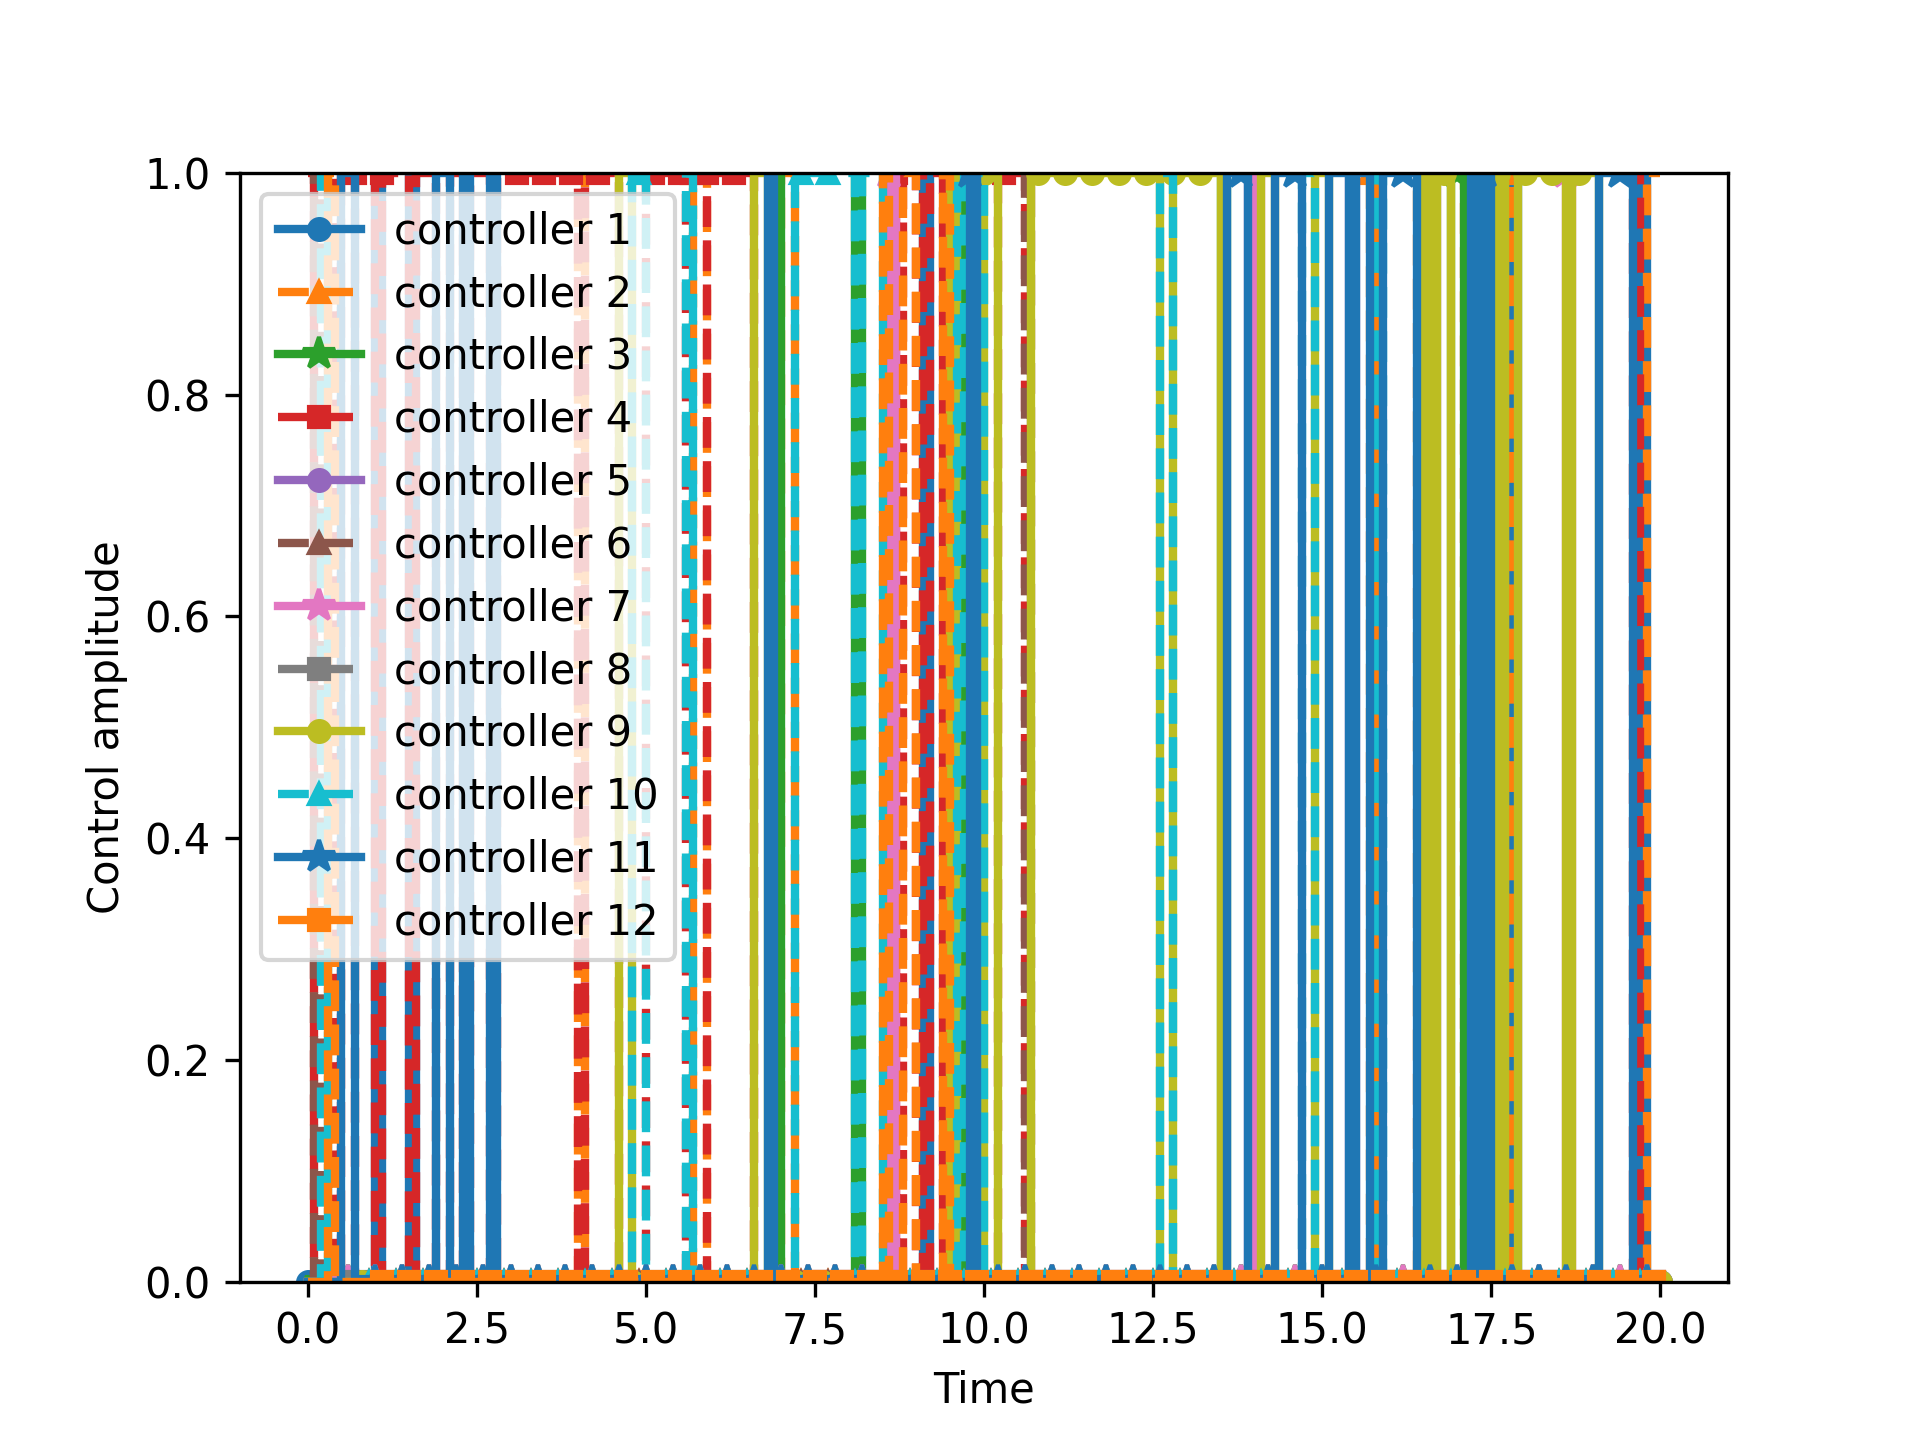 1.0
0.8
0.6
0.4
0.2
0.0
Control amplitude
controller 1
controller 2
controller 3
controller 4
controller 5
controller 6
controller 7
controller 8
controller 9
controller 10
controller 11
controller 12
0.0 2.5 5.0 7.5 10.0 12.5 15.0 17.5 20.0
Time